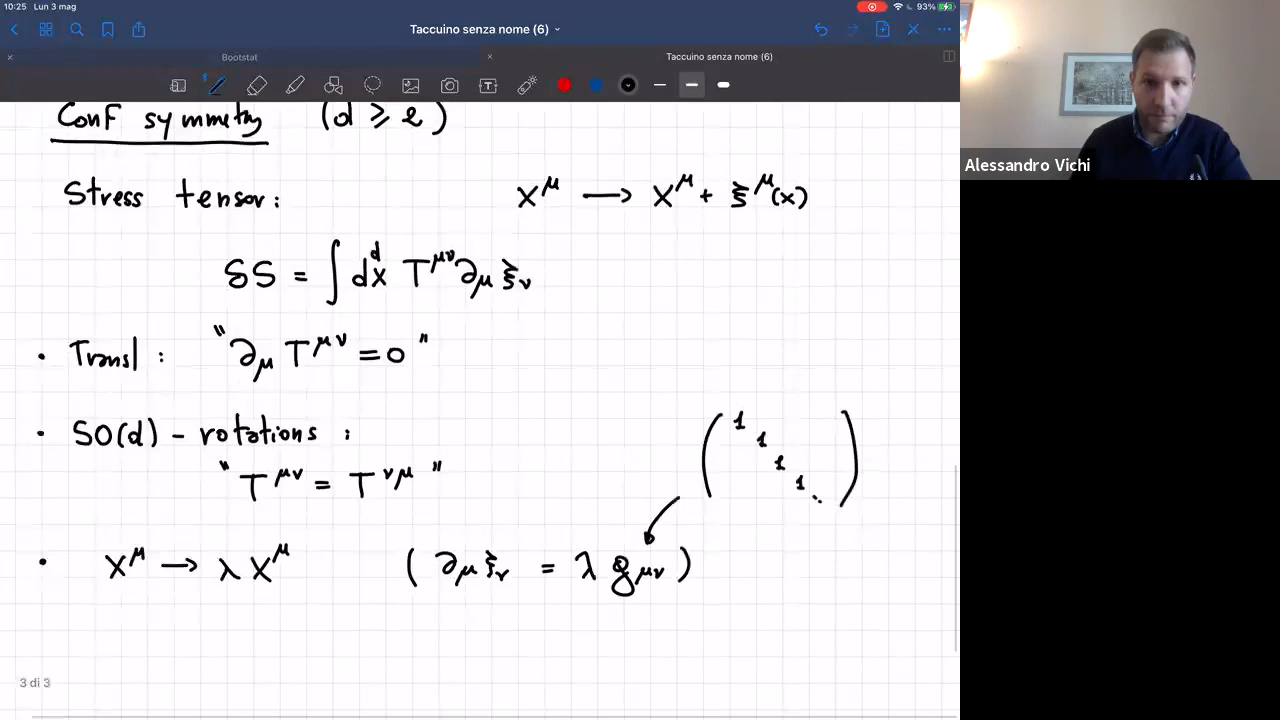 10:25 Lun 3 mag
93%
Taccuino senza nome (6)
Bootstat
Taccuino senza nome (6)
Conf symmetry (d ⩾ 2)
Stress tensor: X^μ ⟶ X^μ + ξ^μ(x)
δS = ∫ d^d x T^{μν} ∂_μ ξ_ν
• Transl : " ∂_μ T^{μν} = 0 "
• SO(d) - rotations :
" T^{μν} = T^{νμ} "
( 1 1 1 1 ⋱ )
• X^μ ⟶ λ X^μ ( ∂_μ ξ_ν = λ g_{μν} )
3 di 3
Alessandro Vichi